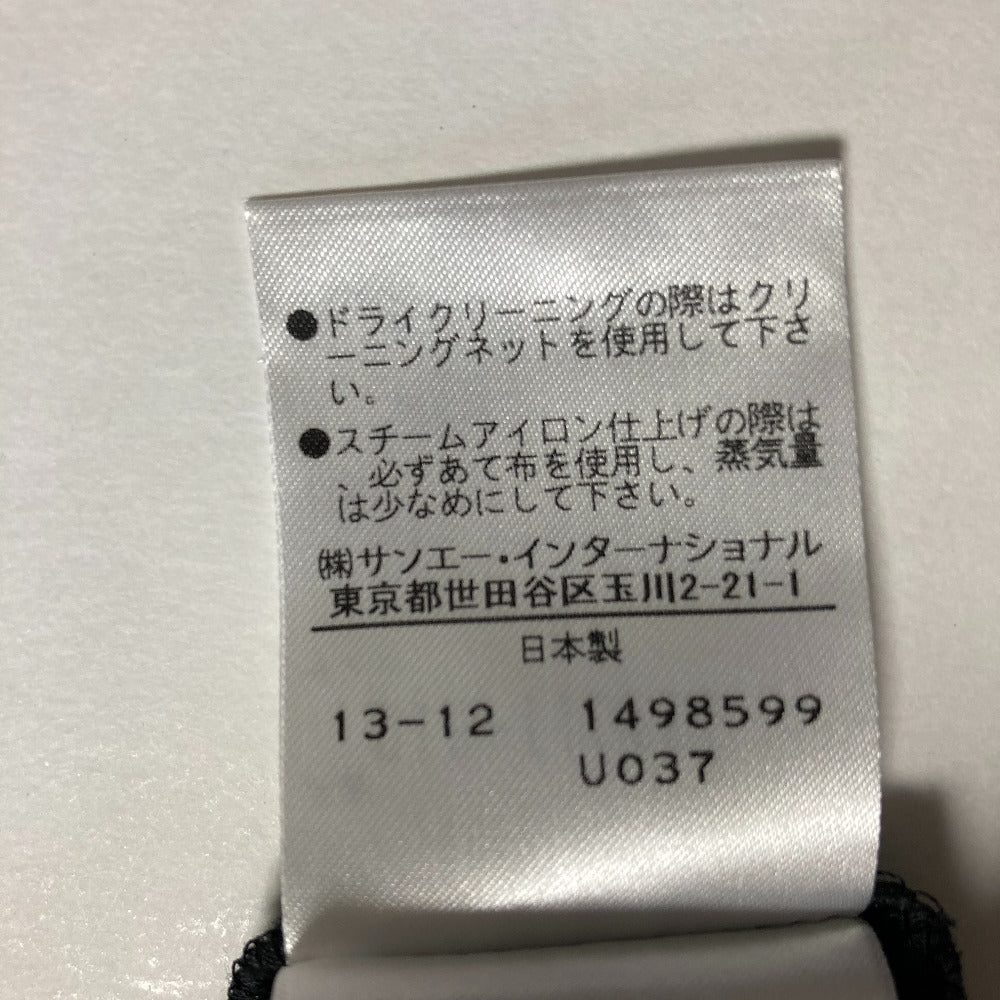 ●ドライクリーニングの際はクリ
ーニングネットを使用して下さ
い。
●スチームアイロン仕上げの際は
、必ずあて布を使用し、蒸気量
は少なめにして下さい。
㈱サンエー・インターナショナル
東京都世田谷区玉川2-21-1
日本製
13-12 1498599
U037